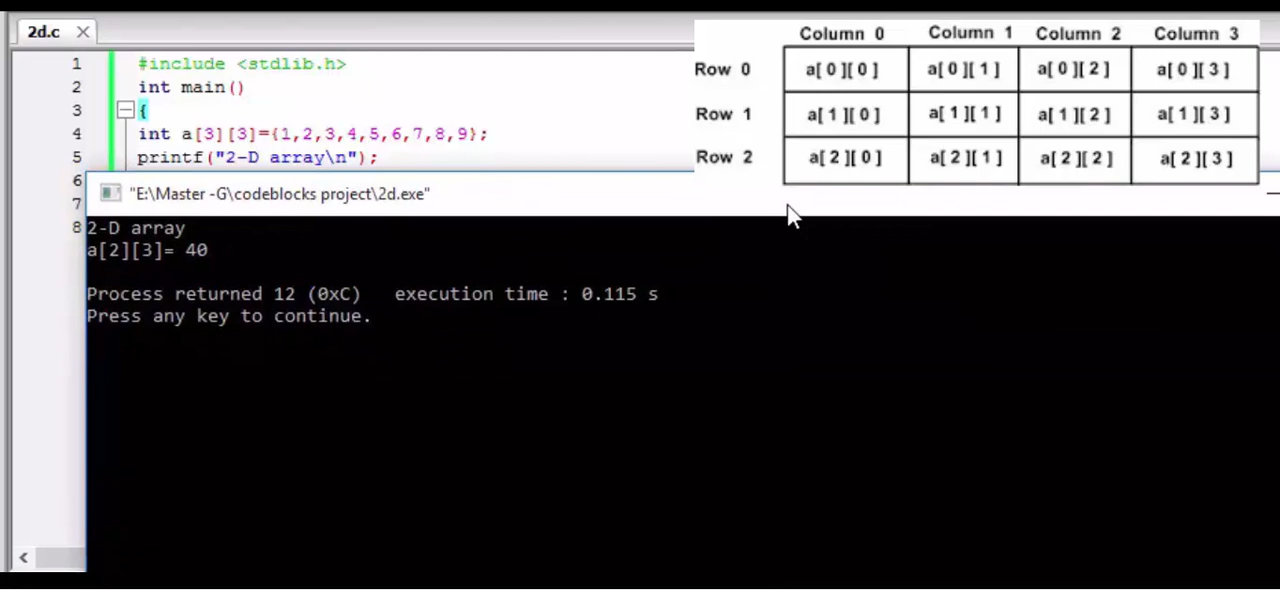 2d.c
1 #include <stdlib.h>
2 int main()
3 {
4 int a[3][3]={1,2,3,4,5,6,7,8,9};
5 printf("2-D array\n");
6
7
8
Column 0 Column 1 Column 2 Column 3
Row 0 a[0][0] a[0][1] a[0][2] a[0][3]
Row 1 a[1][0] a[1][1] a[1][2] a[1][3]
Row 2 a[2][0] a[2][1] a[2][2] a[2][3]
"E:\Master -G\codeblocks project\2d.exe"
2-D array
a[2][3]= 40
Process returned 12 (0xC) execution time : 0.115 s
Press any key to continue.